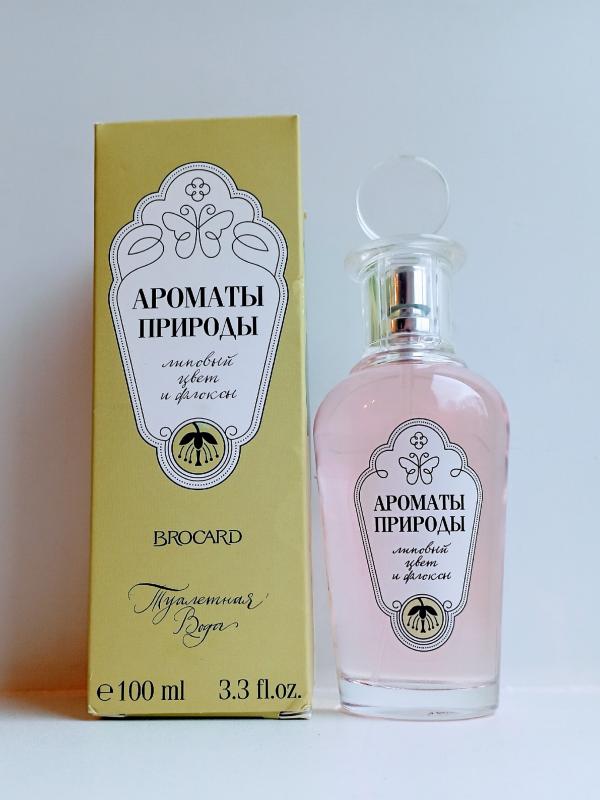 АРОМАТЫ
ПРИРОДЫ
липовый
цвет
и флоксы
BROCARD
Туалетная
Вода
℮ 100 ml 3.3 fl.oz.
АРОМАТЫ
ПРИРОДЫ
липовый
цвет
и флоксы